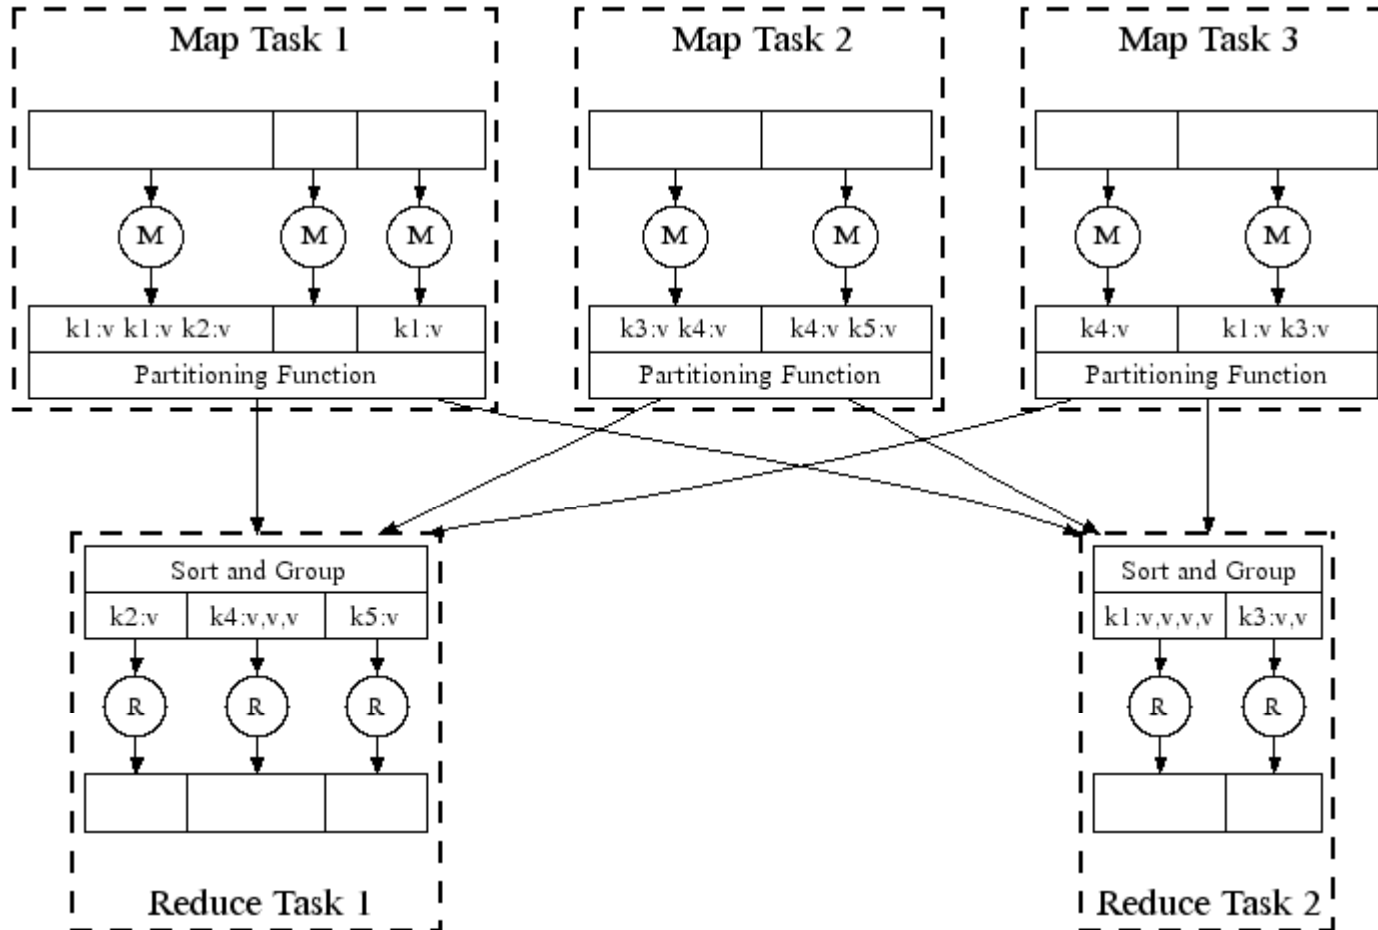 Map Task 1
Map Task 2
Map Task 3
M
M
M
M
M
M
M
k1:v k1:v k2:v
k1:v
k3:v k4:v
k4:v k5:v
k4:v
k1:v k3:v
Partitioning Function
Partitioning Function
Partitioning Function
Sort and Group
Sort and Group
k2:v
k4:v,v,v
k5:v
k1:v,v,v,v
k3:v,v
R
R
R
R
R
Reduce Task 1
Reduce Task 2